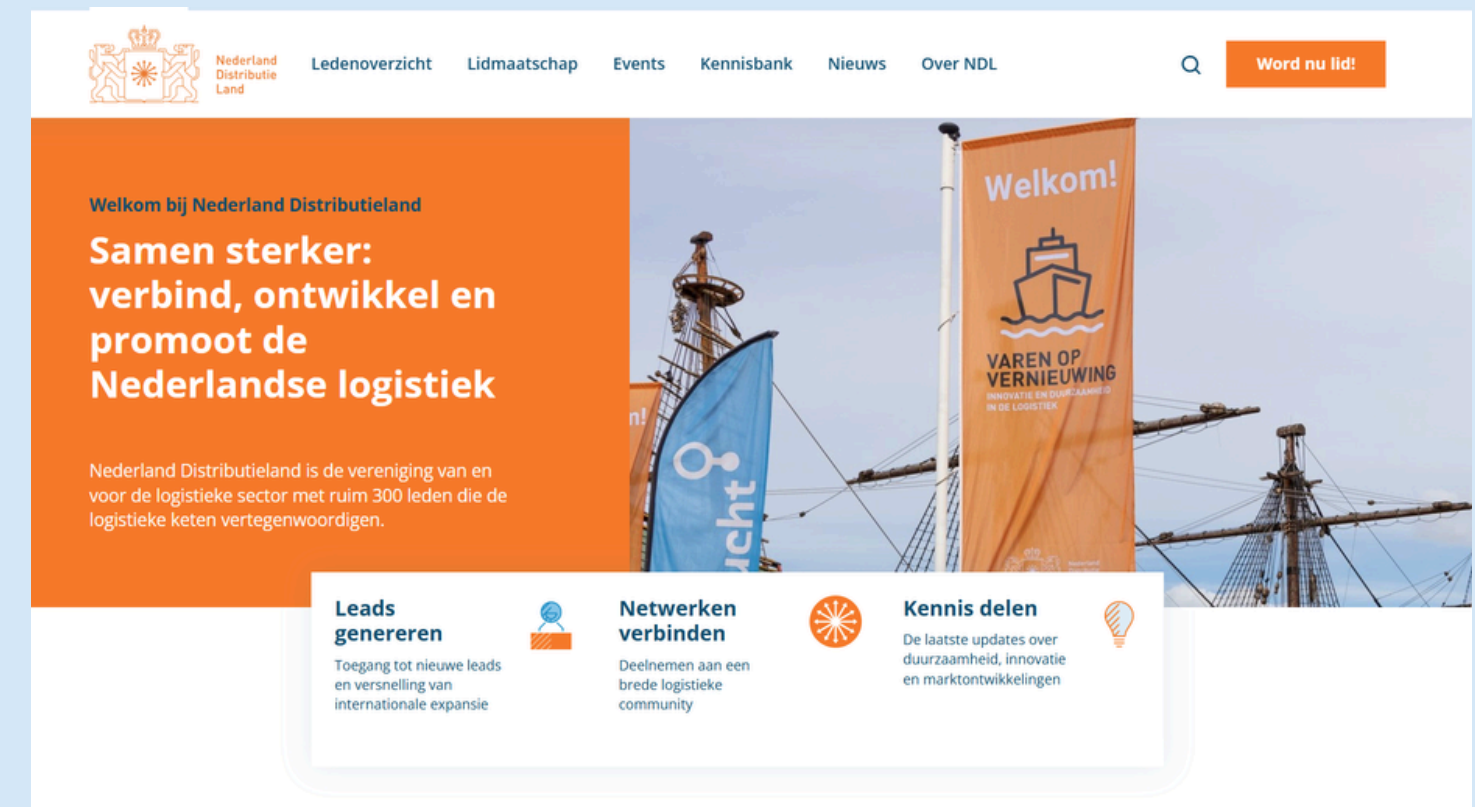 Nederland
Distributie
Land
Ledenoverzicht Lidmaatschap Events Kennisbank Nieuws Over NDL
Word nu lid!
Welkom bij Nederland Distributieland
Samen sterker:
verbind, ontwikkel en
promoot de
Nederlandse logistiek
Nederland Distributieland is de vereniging van en
voor de logistieke sector met ruim 300 leden die de
logistieke keten vertegenwoordigen.
Welkom!
VAREN OP
VERNIEUWING
INNOVATIE EN DUURZAAMHEID
IN DE LOGISTIEK
Leads
genereren
Toegang tot nieuwe leads
en versnelling van
internationale expansie
Netwerken
verbinden
Deelnemen aan een
brede logistieke
community
Kennis delen
De laatste updates over
duurzaamheid, innovatie
en marktontwikkelingen